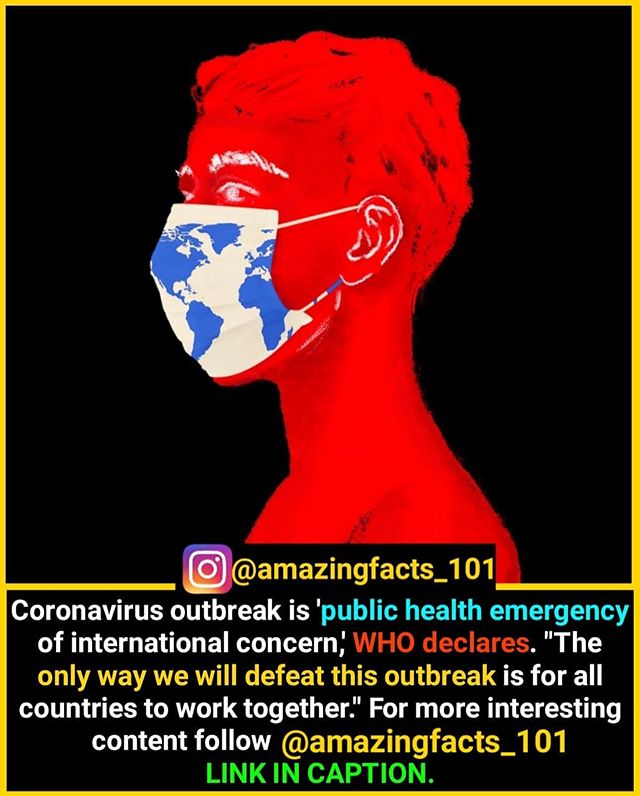 @amazingfacts_101
Coronavirus outbreak is 'public health emergency
of international concern,' WHO declares. "The
only way we will defeat this outbreak is for all
countries to work together." For more interesting
content follow @amazingfacts_101
LINK IN CAPTION.